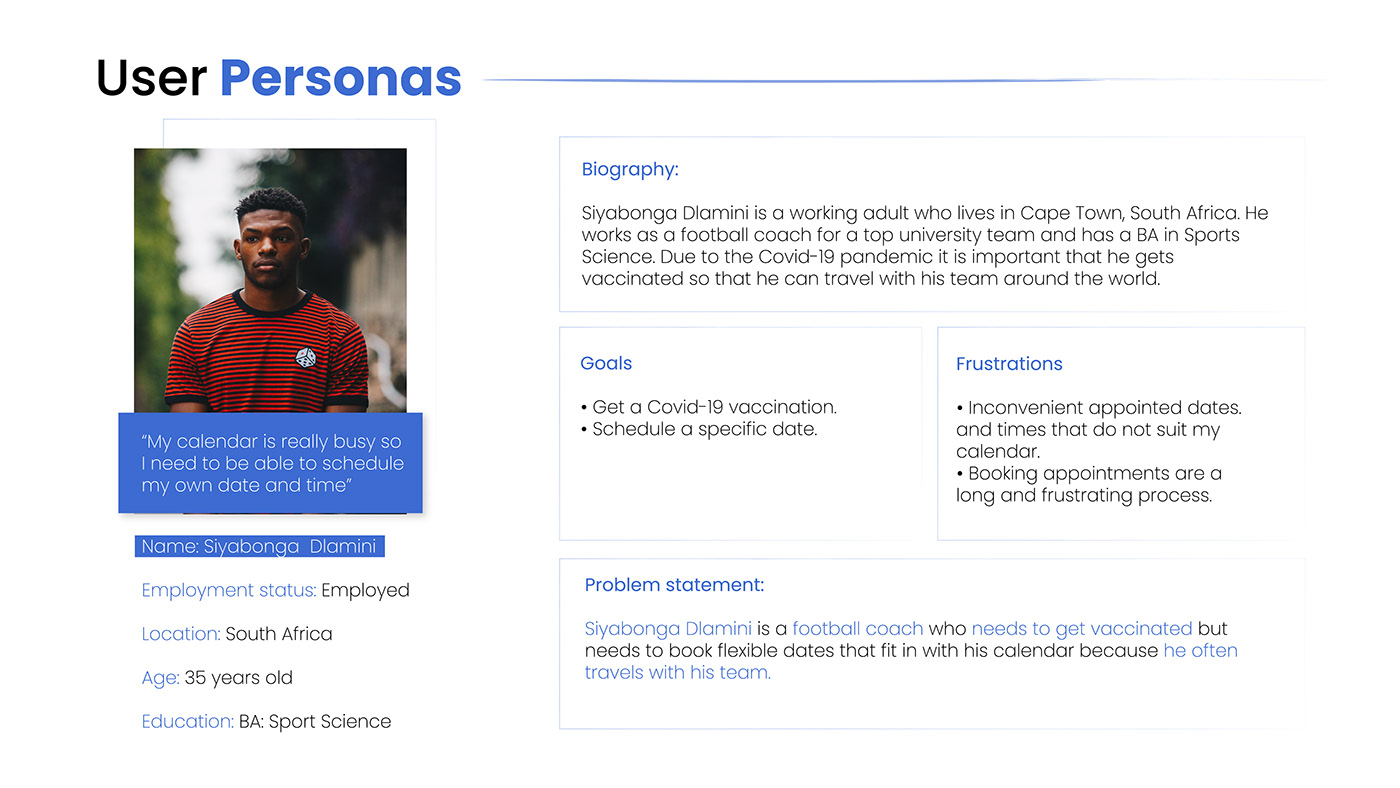 User Personas
“My calendar is really busy so
I need to be able to schedule
my own date and time”
Name: Siyabonga  Dlamini
Employment status: Employed
Location: South Africa
Age: 35 years old
Education: BA: Sport Science
Biography:
Siyabonga Dlamini is a working adult who lives in Cape Town, South Africa. He
works as a football coach for a top university team and has a BA in Sports
Science. Due to the Covid-19 pandemic it is important that he gets
vaccinated so that he can travel with his team around the world.
Goals
• Get a Covid-19 vaccination.
• Schedule a specific date.
Frustrations
• Inconvenient appointed dates.
and times that do not suit my
calendar.
• Booking appointments are a
long and frustrating process.
Problem statement:
Siyabonga Dlamini is a football coach who needs to get vaccinated but
needs to book flexible dates that fit in with his calendar because he often
travels with his team.